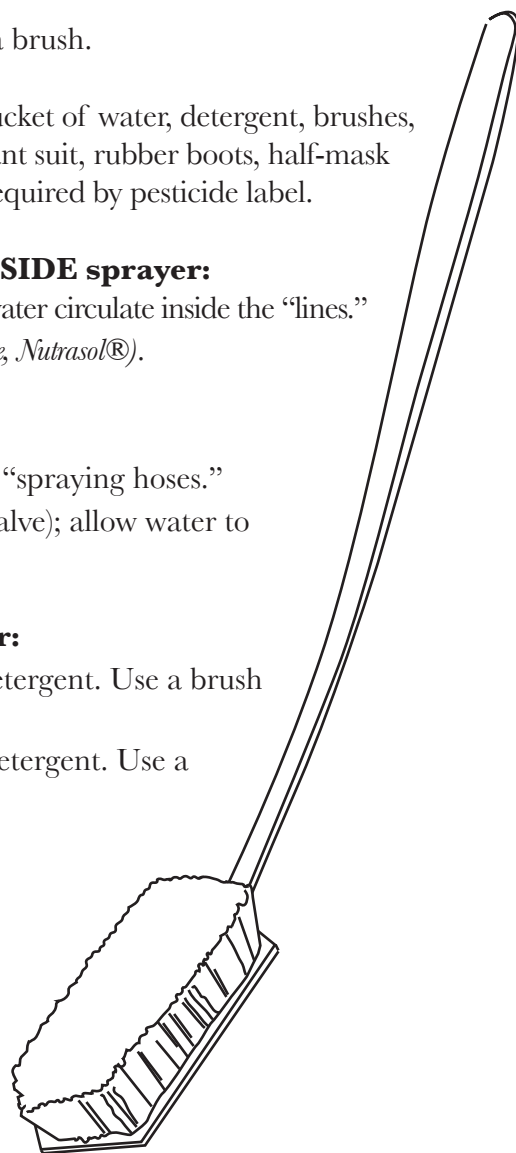 a brush.
ucket of water, detergent, brushes,
ant suit, rubber boots, half-mask
equired by pesticide label.
SIDE sprayer:
vater circulate inside the “lines.”
e, Nutrasol®).
“spraying hoses.”
alve); allow water to
r:
etergent. Use a brush
etergent. Use a